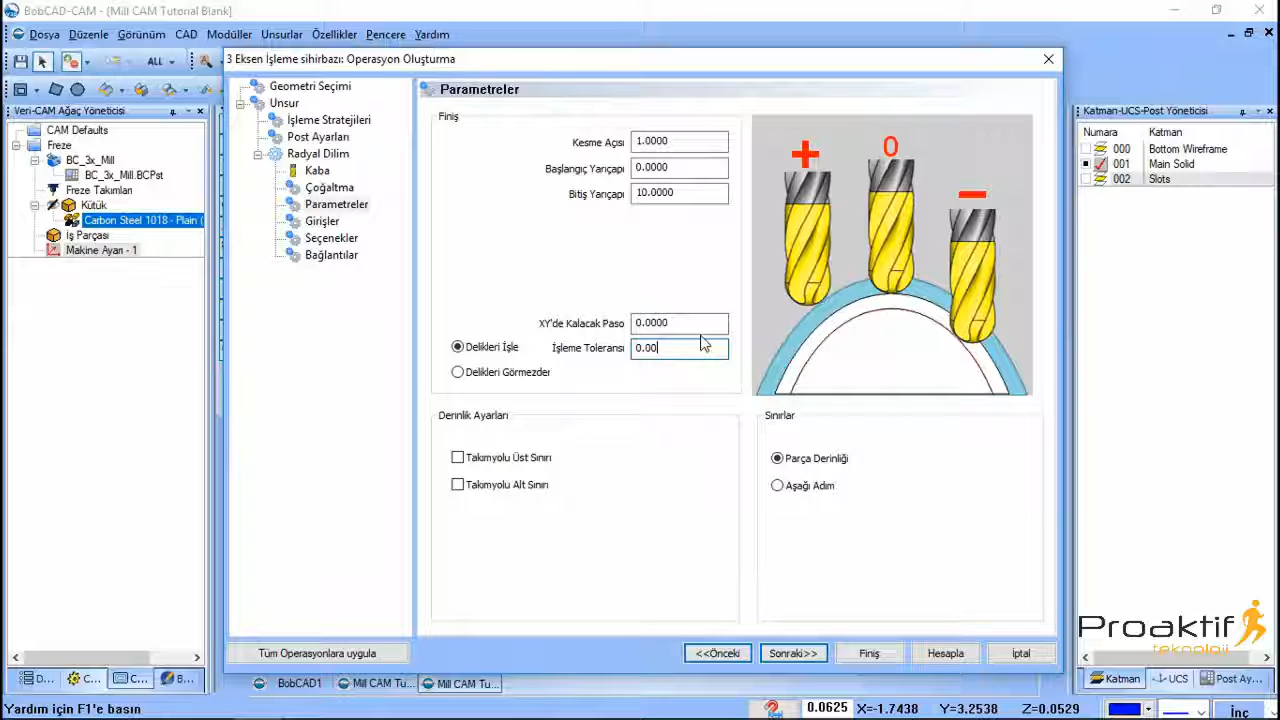 BobCAD-CAM - [Mill CAM Tutorial Blank]
Dosya Düzenle Görünüm CAD Modüller Unsurlar Özellikler Pencere Yardım
ALL
Veri-CAM Ağaç Yöneticisi
CAM Defaults
Freze
BC_3x_Mill
BC_3x_Mill.BCPst
Freze Takımları
Kütük
Carbon Steel 1018 - Plain (
İş Parçası
Makine Ayarı - 1
D... C... C... B...
3 Eksen İşleme sihirbazı: Operasyon Oluşturma
Geometri Seçimi
Unsur
İşleme Stratejileri
Post Ayarları
Radyal Dilim
Kaba
Çoğaltma
Parametreler
Girişler
Seçenekler
Bağlantılar
Tüm Operasyonlara uygula
Parametreler
Finiş
Kesme Açısı 1.0000
Başlangıç Yarıçapı 0.0000
Bitiş Yarıçapı 10.0000
XY'de Kalacak Paso 0.0000
Delikleri İşle İşleme Toleransı 0.00
Delikleri Görmezder
+ 0 -
Derinlik Ayarları
Takımyolu Üst Sınırı
Takımyolu Alt Sınırı
Sınırlar
Parça Derinliği
Aşağı Adım
<<Önceki Sonraki>> Finiş Hesapla İptal
BobCAD1 Mill CAM Tu... Mill CAM Tu...
Katman-UCS-Post Yöneticisi
Numara Katman
000 Bottom Wireframe
001 Main Solid
002 Slots
Proaktif
teknoloji
Katman UCS Post Ay...
Yardım için F1'e basın 0.0625 X=-1.7438 Y=3.2538 Z=0.0529 İnç